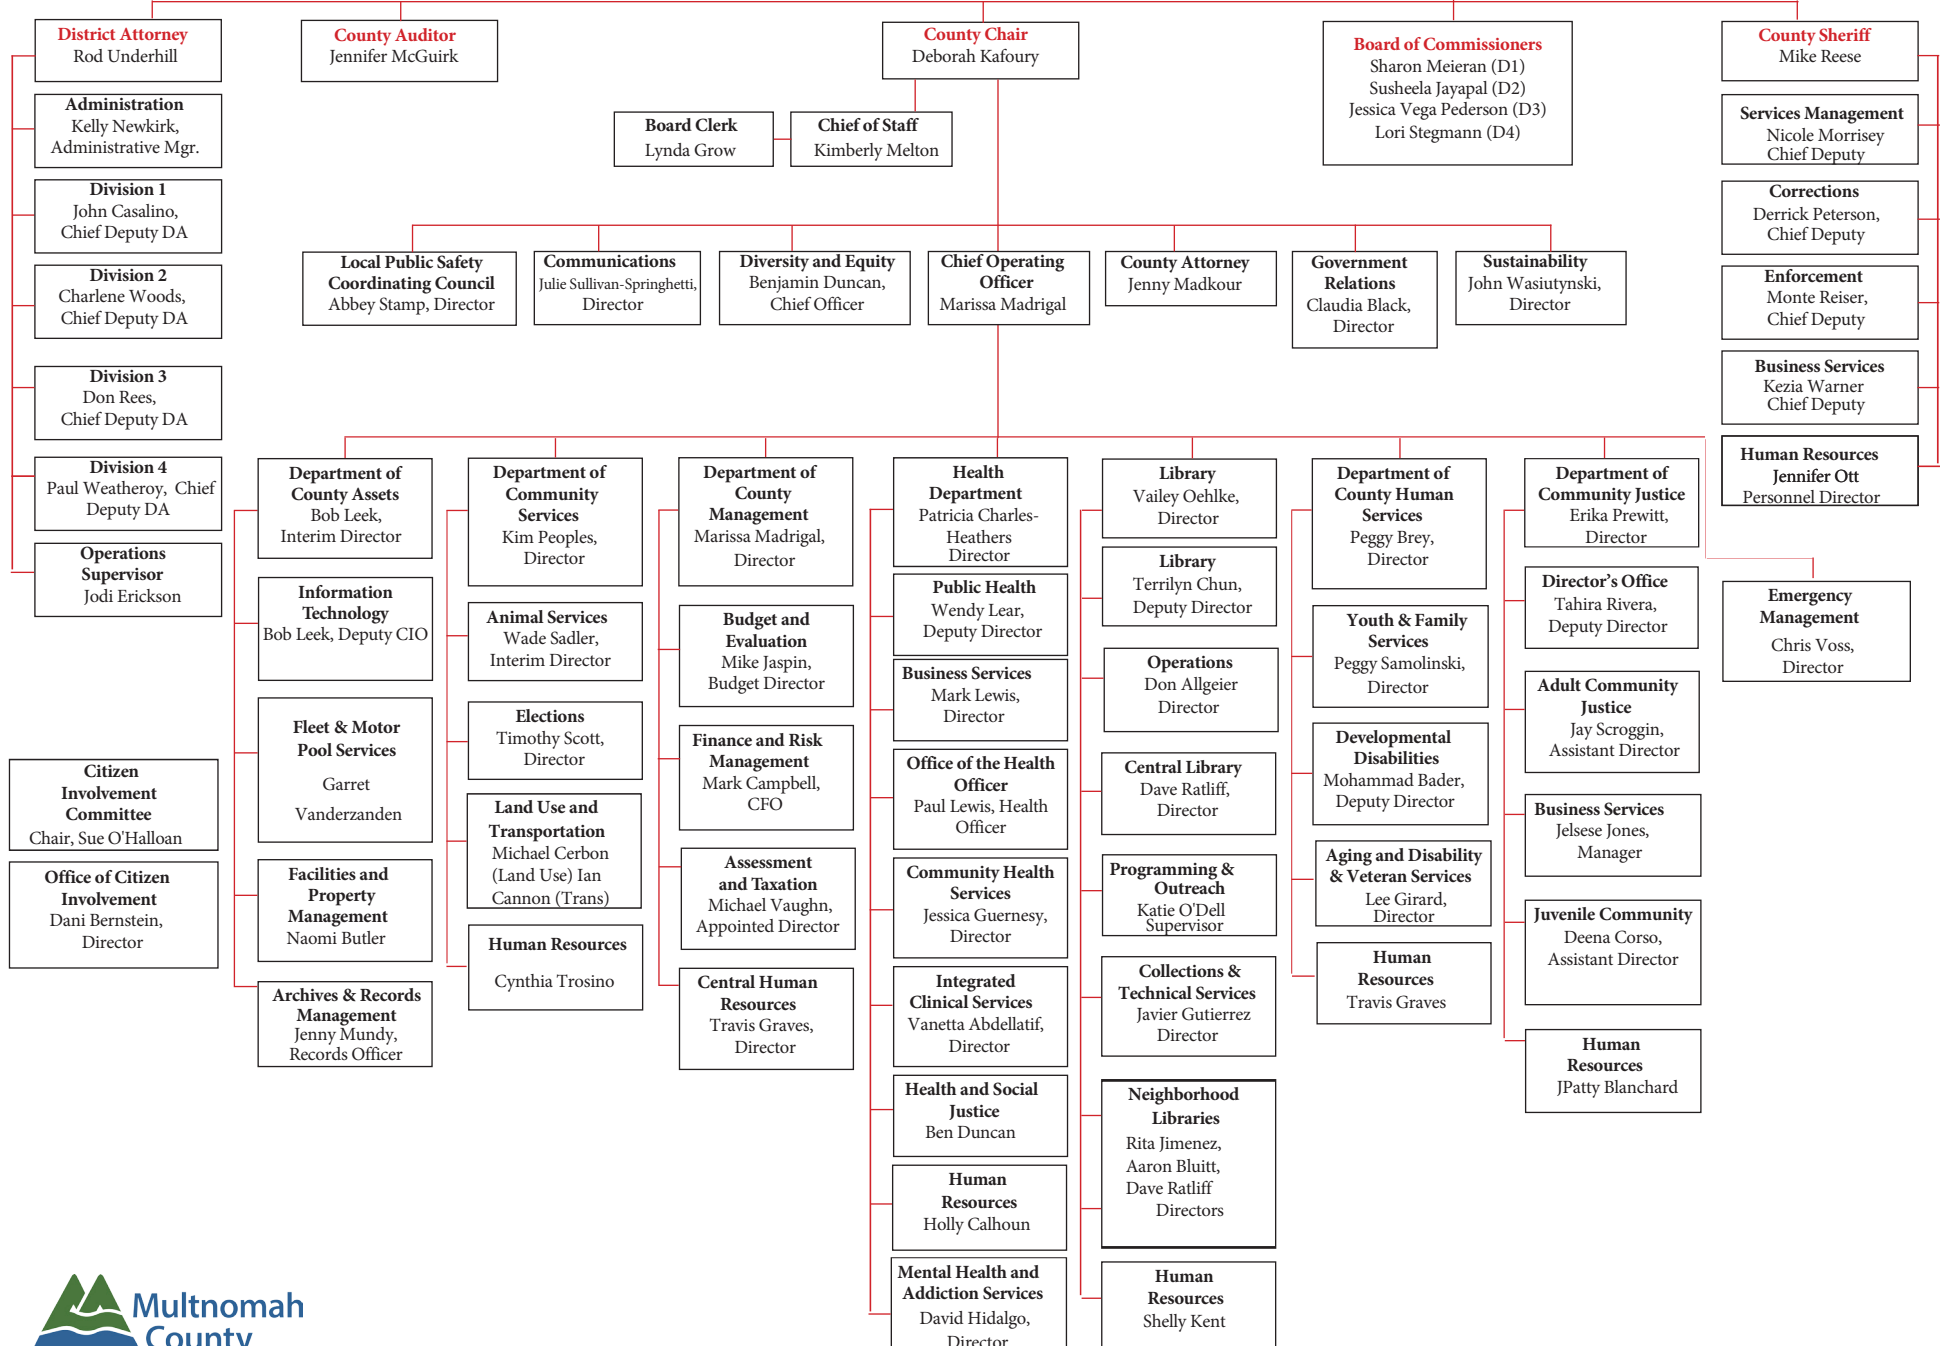 District Attorney
Rod Underhill
County Auditor
Jennifer McGuirk
County Chair
Deborah Kafoury
Board of Commissioners
Sharon Meieran (D1)
Susheela Jayapal (D2)
Jessica Vega Pederson (D3)
Lori Stegmann (D4)
County Sheriff
Mike Reese
Administration
Kelly Newkirk,
Administrative Mgr.
Division 1
John Casalino,
Chief Deputy DA
Division 2
Charlene Woods,
Chief Deputy DA
Division 3
Don Rees,
Chief Deputy DA
Division 4
Paul Weatheroy, Chief
Deputy DA
Operations
Supervisor
Jodi Erickson
Board Clerk
Lynda Grow
Chief of Staff
Kimberly Melton
Services Management
Nicole Morrisey
Chief Deputy
Corrections
Derrick Peterson,
Chief Deputy
Enforcement
Monte Reiser,
Chief Deputy
Business Services
Kezia Warner
Chief Deputy
Human Resources
Jennifer Ott
Personnel Director
Local Public Safety
Coordinating Council
Abbey Stamp, Director
Communications
Julie Sullivan-Springhetti,
Director
Diversity and Equity
Benjamin Duncan,
Chief Officer
Chief Operating
Officer
Marissa Madrigal
County Attorney
Jenny Madkour
Government
Relations
Claudia Black,
Director
Sustainability
John Wasiutynski,
Director
Department of
County Assets
Bob Leek,
Interim Director
Information
Technology
Bob Leek, Deputy CIO
Fleet & Motor
Pool Services
Garret
Vanderzanden
Facilities and
Property
Management
Naomi Butler
Archives & Records
Management
Jenny Mundy,
Records Officer
Department of
Community
Services
Kim Peoples,
Director
Animal Services
Wade Sadler,
Interim Director
Elections
Timothy Scott,
Director
Land Use and
Transportation
Michael Cerbon
(Land Use) Ian
Cannon (Trans)
Human Resources
Cynthia Trosino
Department of
County
Management
Marissa Madrigal,
Director
Budget and
Evaluation
Mike Jaspin,
Budget Director
Finance and Risk
Management
Mark Campbell,
CFO
Assessment
and Taxation
Michael Vaughn,
Appointed Director
Central Human
Resources
Travis Graves,
Director
Health
Department
Patricia Charles-
Heathers
Director
Public Health
Wendy Lear,
Deputy Director
Business Services
Mark Lewis,
Director
Office of the Health
Officer
Paul Lewis, Health
Officer
Community Health
Services
Jessica Guernesy,
Director
Integrated
Clinical Services
Vanetta Abdellatif,
Director
Health and Social
Justice
Ben Duncan
Human
Resources
Holly Calhoun
Mental Health and
Addiction Services
David Hidalgo,
Director
Library
Vailey Oehlke,
Director
Library
Terrilyn Chun,
Deputy Director
Operations
Don Allgeier
Director
Central Library
Dave Ratliff,
Director
Programming &
Outreach
Katie O'Dell
Supervisor
Collections &
Technical Services
Javier Gutierrez
Director
Neighborhood
Libraries
Rita Jimenez,
Aaron Bluitt,
Dave Ratliff
Directors
Human
Resources
Shelly Kent
Department of
County Human
Services
Peggy Brey,
Director
Youth & Family
Services
Peggy Samolinski,
Director
Developmental
Disabilities
Mohammad Bader,
Deputy Director
Aging and Disability
& Veteran Services
Lee Girard,
Director
Human
Resources
Travis Graves
Department of
Community Justice
Erika Prewitt,
Director
Director's Office
Tahira Rivera,
Deputy Director
Adult Community
Justice
Jay Scroggin,
Assistant Director
Business Services
Jelsese Jones,
Manager
Juvenile Community
Deena Corso,
Assistant Director
Human
Resources
JPatty Blanchard
Emergency
Management
Chris Voss,
Director
Citizen
Involvement
Committee
Chair, Sue O'Halloan
Office of Citizen
Involvement
Dani Bernstein,
Director
Multnomah
County